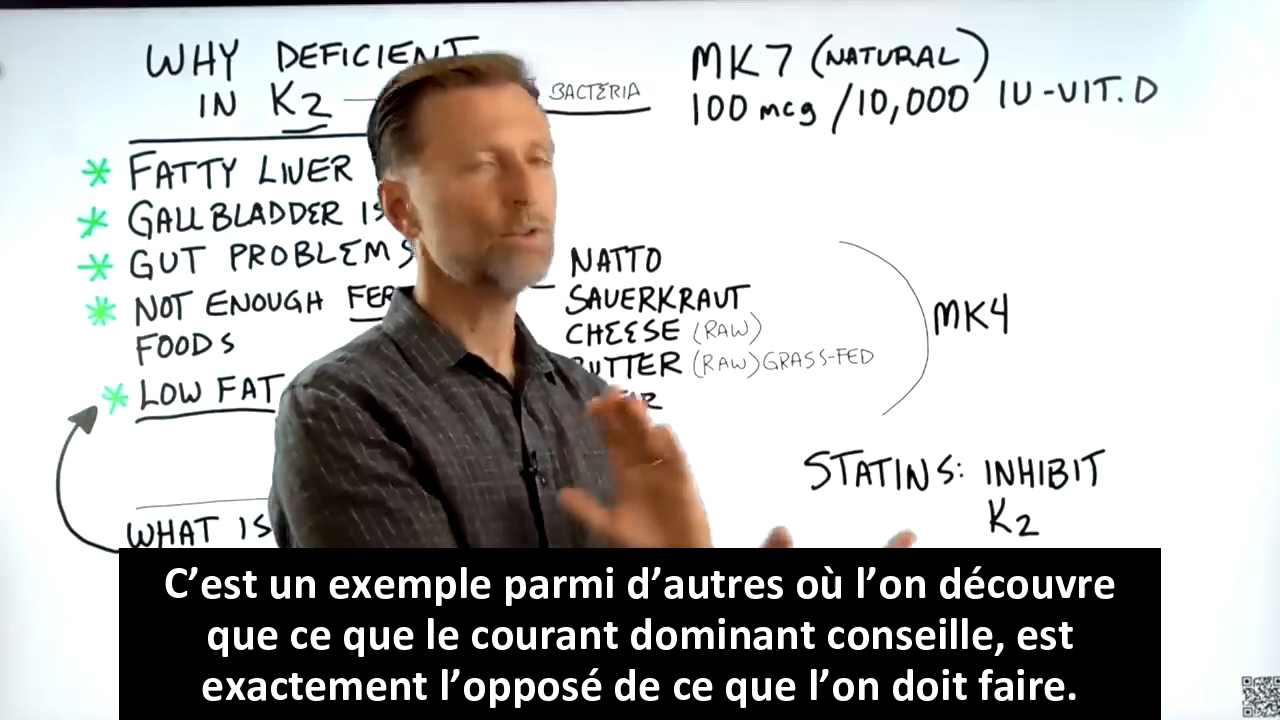 WHY DEFICIENT
IN K2
BACTERIA
MK7 (NATURAL)
100 mcg /10,000 IU-VIT. D
* FATTY LIVER
* GALLBLADDER
* GUT PROBLEMS
* NOT ENOUGH
FOODS
* LOW FAT
WHAT IS
NATTO
SAUERKRAUT
CHEESE (RAW)
BUTTER (RAW) GRASS-FED
MK4
STATINS: INHIBIT
K2
C’est un exemple parmi d’autres où l’on découvre
que ce que le courant dominant conseille, est
exactement l’opposé de ce que l’on doit faire.